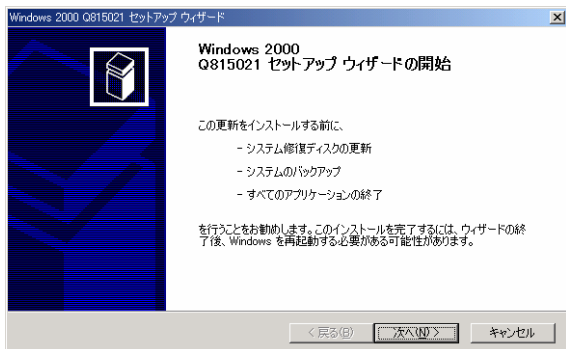 Windows 2000 Q815021 セットアップ ウィザード
Windows 2000
Q815021 セットアップ ウィザードの開始
この更新をインストールする前に、
- システム修復ディスクの更新
- システムのバックアップ
- すべてのアプリケーションの終了
を行うことをお勧めします。このインストールを完了するには、ウィザードの終
了後、Windows を再起動する必要がある可能性があります。
< 戻る(B) 次へ(N) > キャンセル